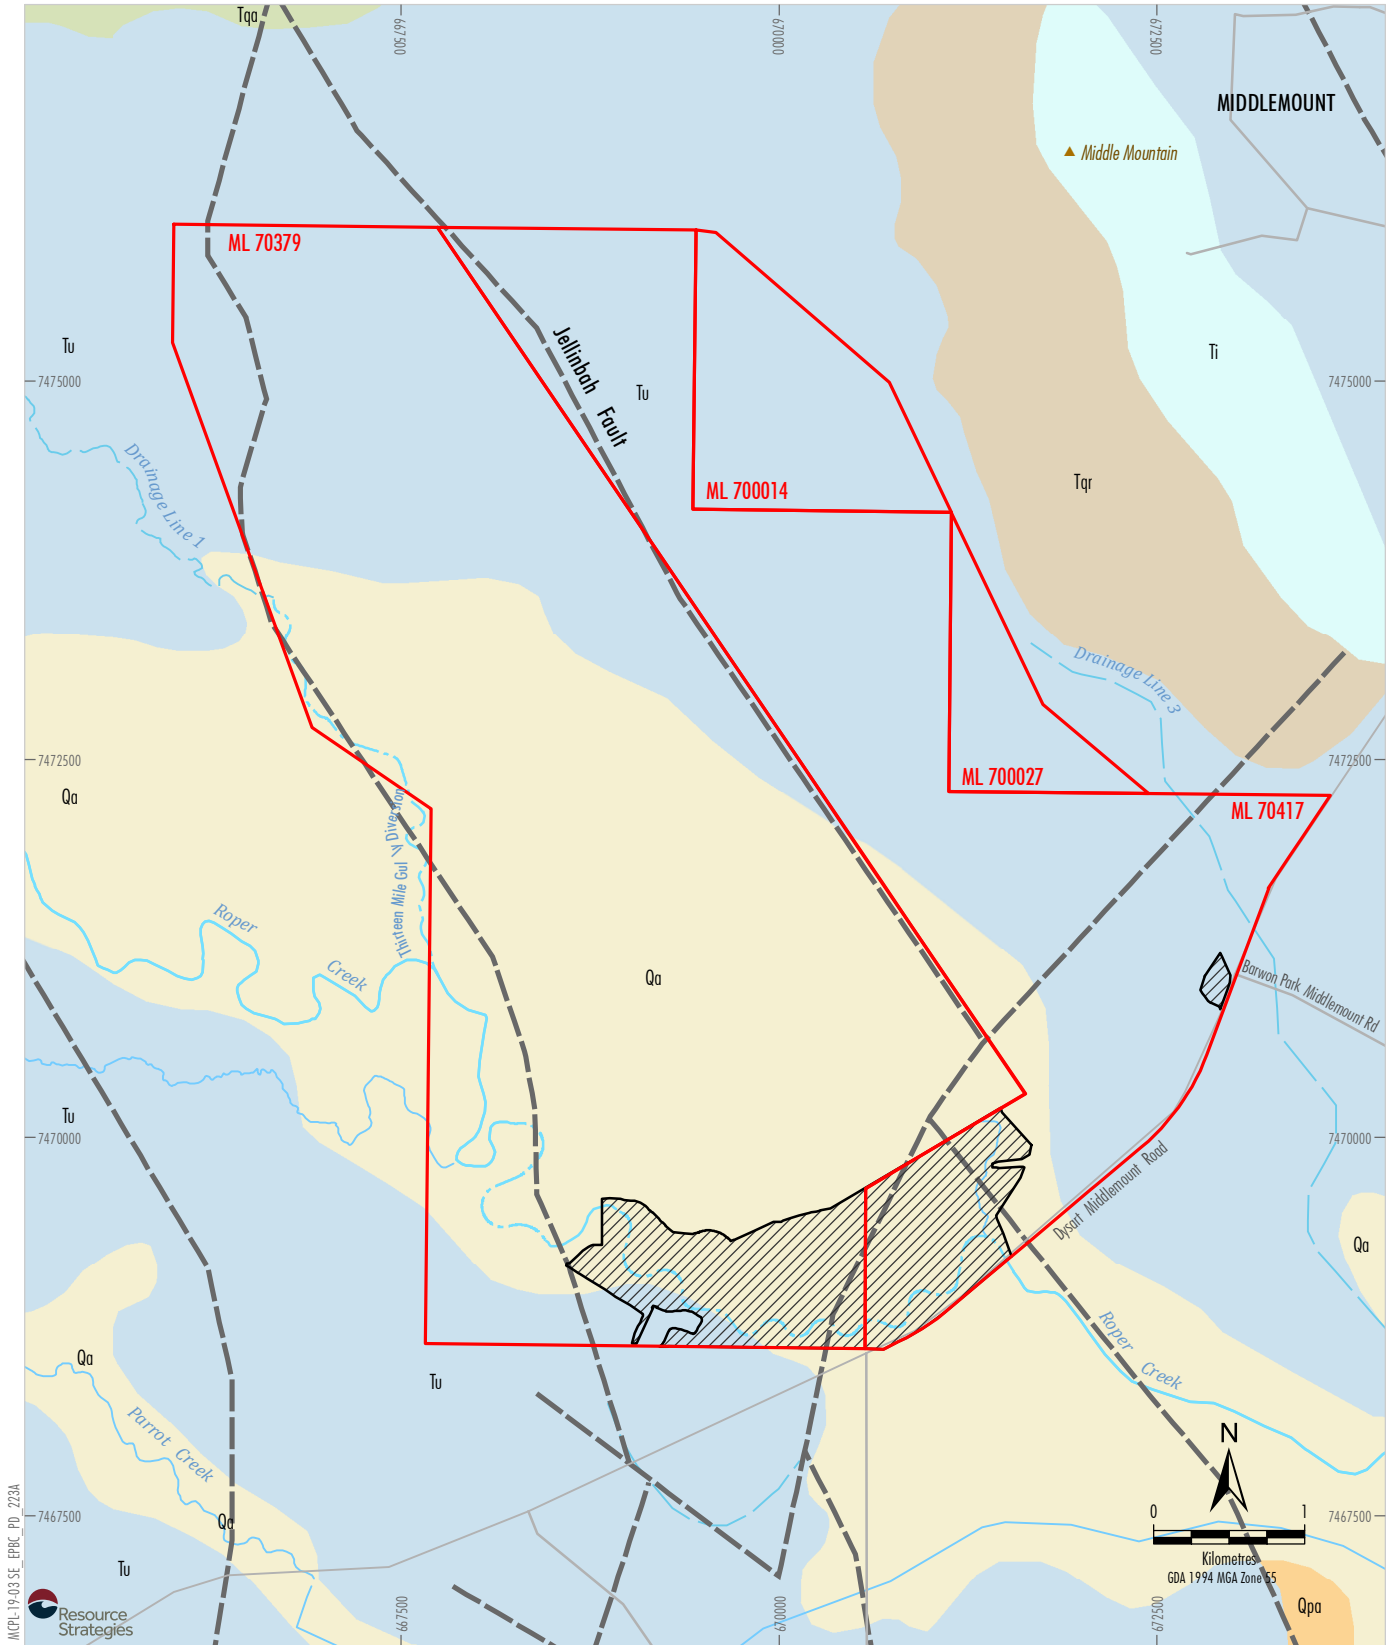 Tqa
667500
670000
672500
MIDDLEMOUNT
Middle Mountain
ML 70379
Jellinbah Fault
Tu
Tu
Ti
7475000
7475000
Drainage Line 1
ML 700014
Tqr
Drainage Line 3
7472500
7472500
ML 700027
ML 70417
Qa
Thirteen Mile Gul y Diversion
Roper
Creek
Qa
Barwon Park Middlemount Rd
Tu
7470000
7470000
Dysart Middlemount Road
Qa
Qa
Tu
Roper
Creek
Parrot Creek
N
0
1
7467500
7467500
Qa
Kilometres
GDA 1994 MGA Zone 55
Tu
Qpa
667500
670000
672500
Resource
Strategies
MCPL-19-03 SE_EPBC_PD_223A